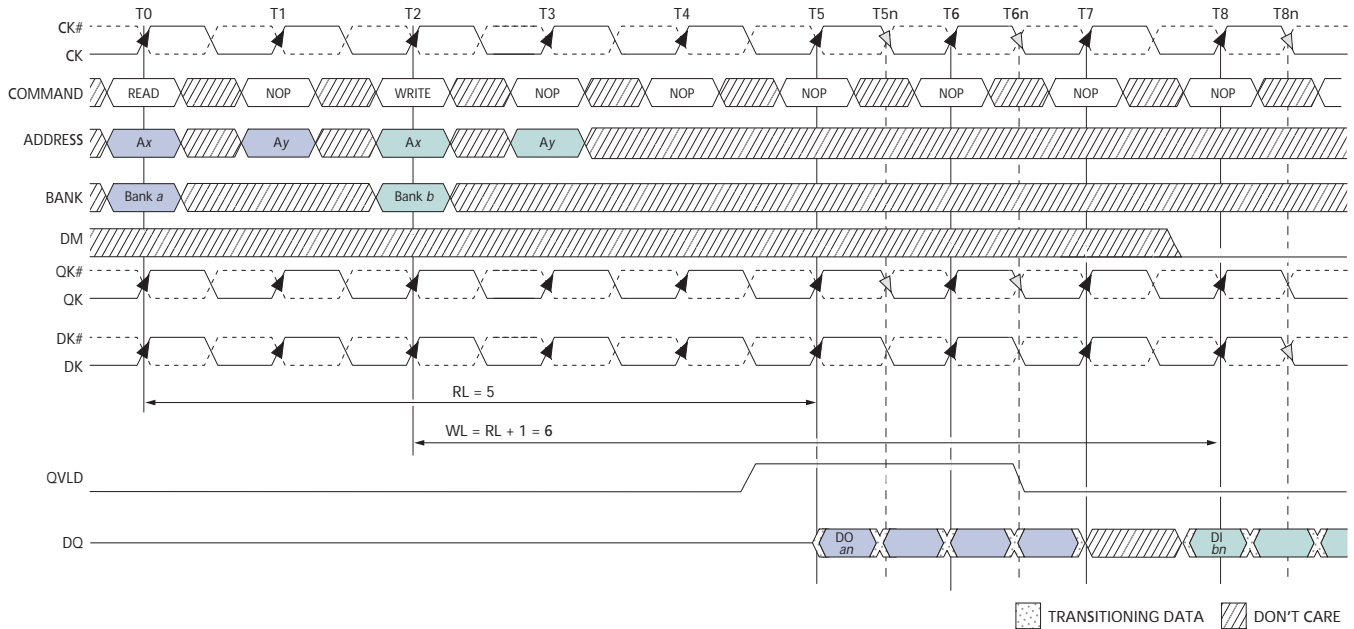 T0 T1 T2 T3 T4 T5 T5n T6 T6n T7 T8 T8n
CK#
CK
COMMAND READ NOP WRITE NOP NOP NOP NOP NOP NOP
ADDRESS Ax Ay Ax Ay
BANK Bank a Bank b
DM
QK#
QK
DK#
DK
RL = 5
WL = RL + 1 = 6
QVLD
DQ DO an DI bn
TRANSITIONING DATA DON'T CARE